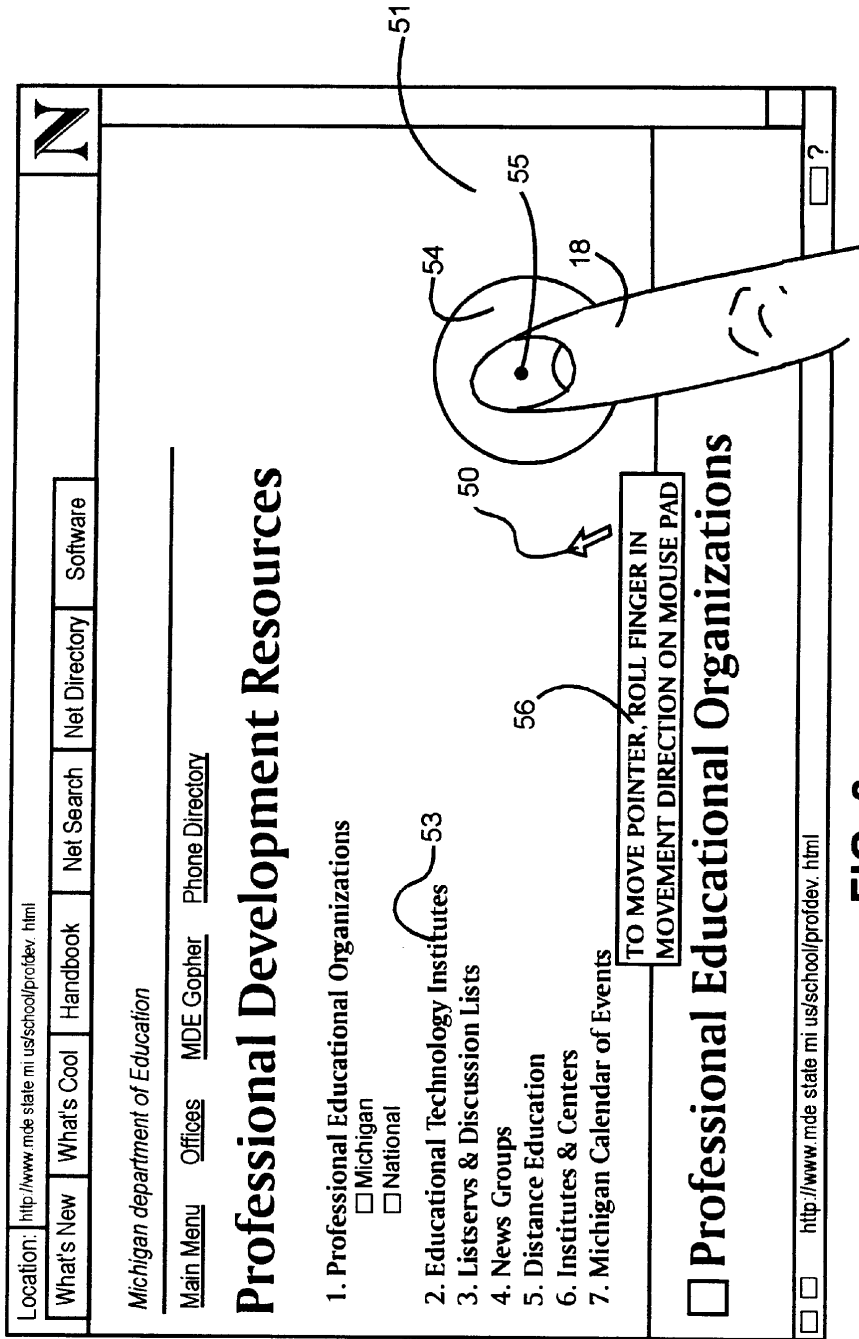 Location: http://www.mde state mi us/school/profdev. html
N
What's New What's Cool Handbook Net Search Net Directory Software
Michigan department of Education
Main Menu Offices MDE Gopher Phone Directory
Professional Development Resources
1. Professional Educational Organizations
Michigan
National
2. Educational Technology Institutes
3. Listservs & Discussion Lists
4. News Groups
5. Distance Education
6. Institutes & Centers
7. Michigan Calendar of Events
53
56
50
54
55
51
18
TO MOVE POINTER, ROLL FINGER IN
MOVEMENT DIRECTION ON MOUSE PAD
Professional Educational Organizations
http://www.mde state mi us/school/profdev. html
?